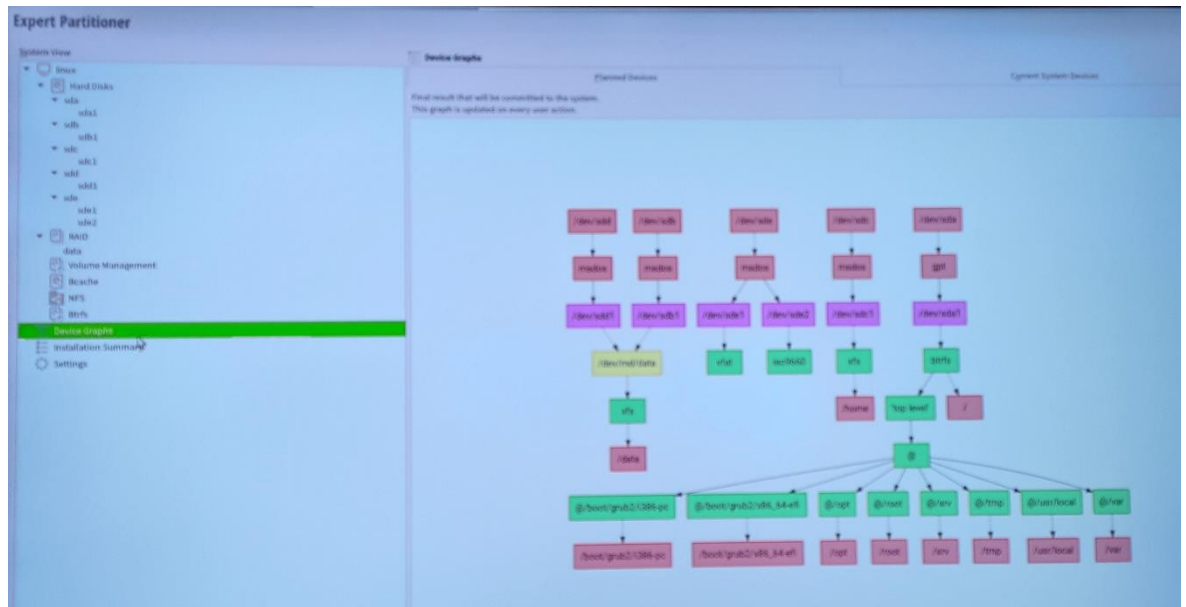 Expert Partitioner
System View
linux
Hard Disks
sda
sda1
sdb
sdb1
sdc
sdc1
sdd
sdd1
sde
sde1
sde2
RAID
data
Volume Management
Bcache
NFS
Btrfs
Device Graphs
Installation Summary
Settings
Device Graphs
Planned Devices Current System Devices
Final result that will be committed to the system.
This graph is updated on every user action.
/dev/sdd /dev/sdb /dev/sde /dev/sdc /dev/sda
msdos msdos msdos msdos gpt
/dev/sdd1 /dev/sdb1 /dev/sde1 /dev/sde2 /dev/sdc1 /dev/sda1
/dev/md/data vfat iso9660 xfs btrfs
xfs /home "top level" /
/data @
@/boot/grub2/i386-pc @/boot/grub2/x86_64-efi @/opt @/root @/srv @/tmp @/usr/local @/var
/boot/grub2/i386-pc /boot/grub2/x86_64-efi /opt /root /srv /tmp /usr/local /var